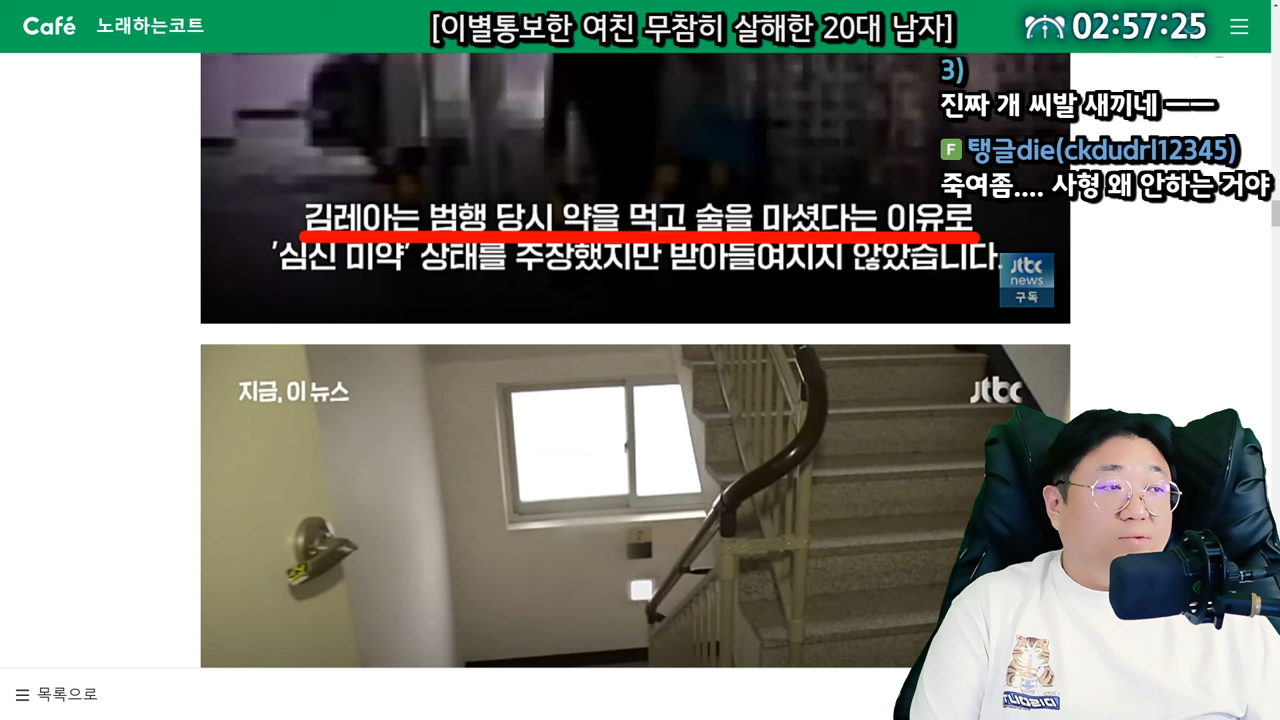 Café 노래하는코트
[이별통보한 여친 무참히 살해한 20대 남자]
02:57:25
3)
진짜 개 씨발 새끼네 ㅡㅡ
F 탱글die(ckdudrl12345)
죽여좀.... 사형 왜 안하는 거야
김레아는 범행 당시 약을 먹고 술을 마셨다는 이유로
'심신 미약' 상태를 주장했지만 받아들여지지 않았습니다.
jtbc
news
구독
지금, 이 뉴스
jtbc
목록으로